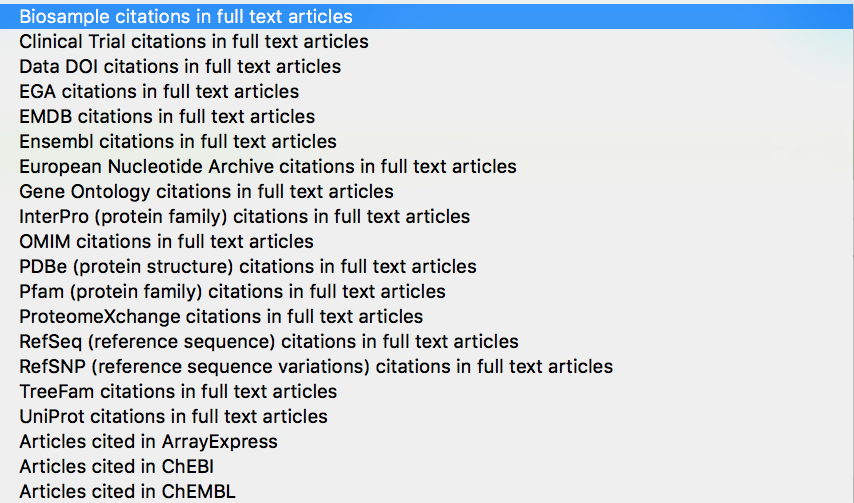 Biosample citations in full text articles
Clinical Trial citations in full text articles
Data DOI citations in full text articles
EGA citations in full text articles
EMDB citations in full text articles
Ensembl citations in full text articles
European Nucleotide Archive citations in full text articles
Gene Ontology citations in full text articles
InterPro (protein family) citations in full text articles
OMIM citations in full text articles
PDBe (protein structure) citations in full text articles
Pfam (protein family) citations in full text articles
ProteomeXchange citations in full text articles
RefSeq (reference sequence) citations in full text articles
RefSNP (reference sequence variations) citations in full text articles
TreeFam citations in full text articles
UniProt citations in full text articles
Articles cited in ArrayExpress
Articles cited in ChEBI
Articles cited in ChEMBL